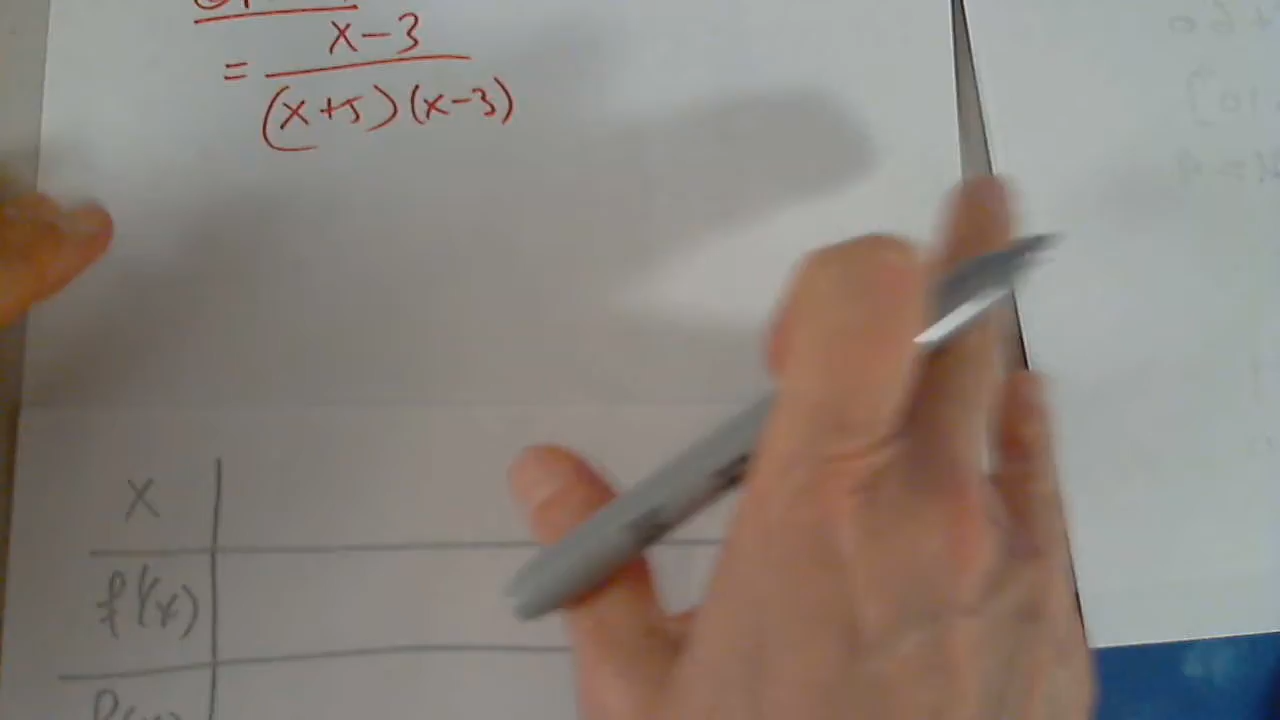 x-3
= ———
(x+5)(x-3)
x
f'(x)